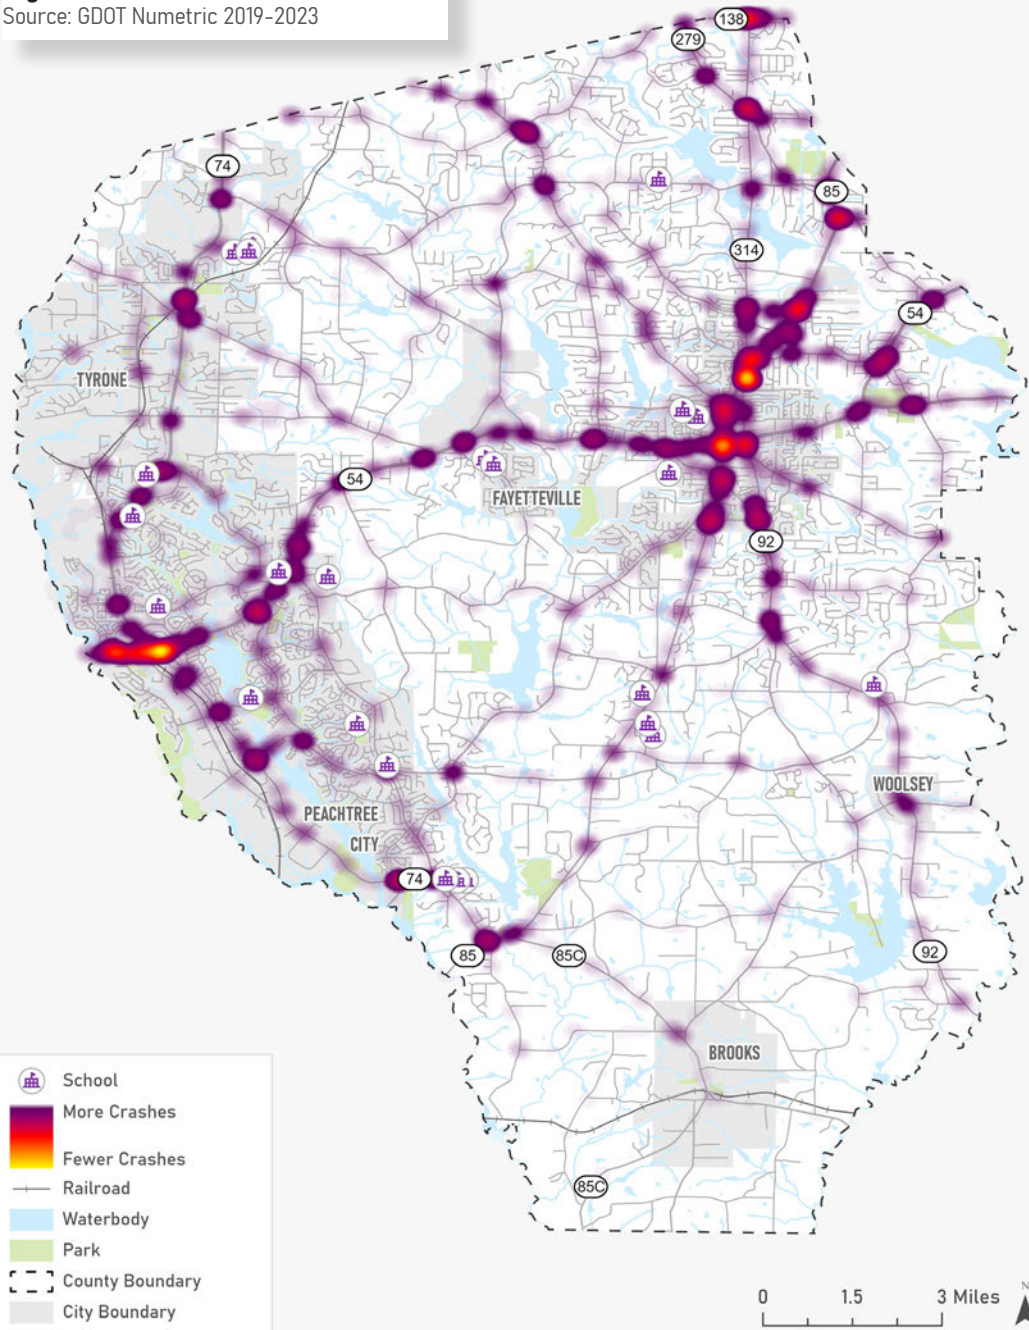 Source: GDOT Numetric 2019-2023
138
279
74
85
314
54
TYRONE
54
FAYETTEVILLE
92
WOOLSEY
PEACHTREE
CITY
74
85
85C
92
BROOKS
85C
School
More Crashes
Fewer Crashes
Railroad
Waterbody
Park
County Boundary
City Boundary
0 1.5 3 Miles
N